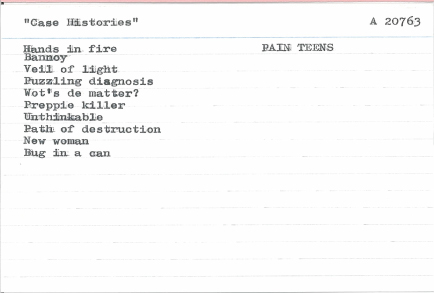 "Case Histories" A 20763
Hands in fire PAIN TEENS
Bannoy
Veil of light
Puzzling diagnosis
Wot's de matter?
Preppie killer
Unthinkable
Path of destruction
New woman
Bug in a can